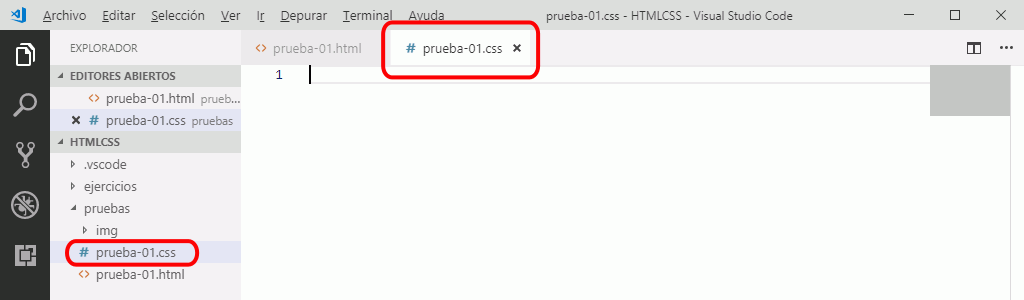 Archivo Editar Selección Ver Ir Depurar Terminal Ayuda prueba-01.css - HTMLCSS - Visual Studio Code
EXPLORADOR
prueba-01.html
prueba-01.css
EDITORES ABIERTOS
1
prueba-01.html prueb...
prueba-01.css pruebas
HTMLCSS
.vscode
ejercicios
pruebas
img
prueba-01.css
prueba-01.html